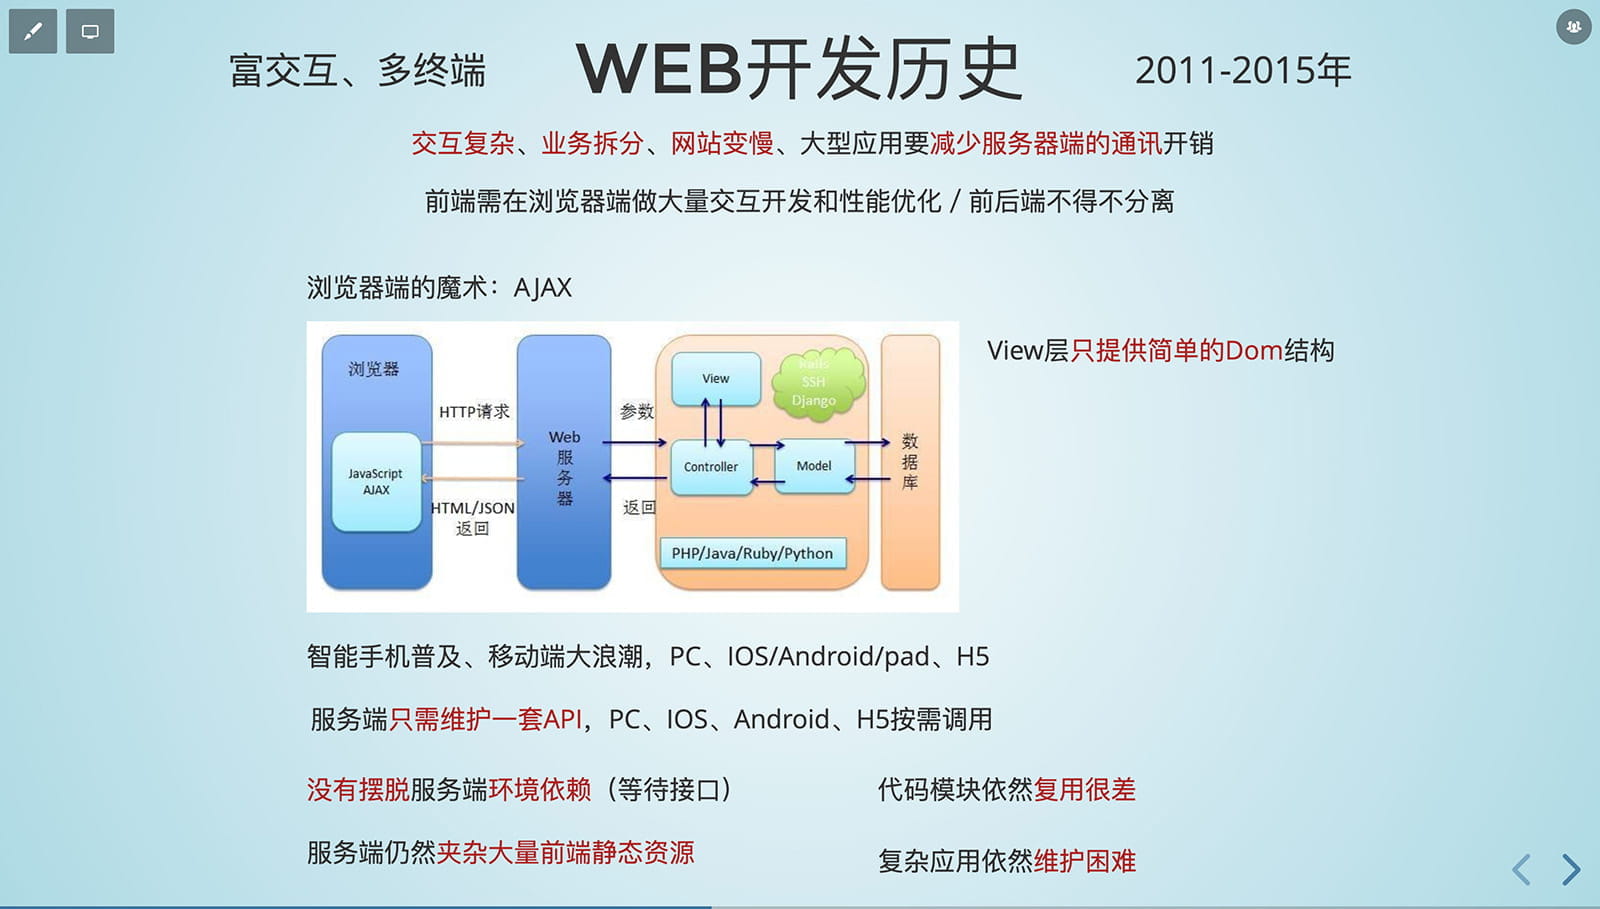 富交互、多终端
WEB开发历史
2011-2015年
交互复杂、业务拆分、网站变慢、大型应用要减少服务器端的通讯开销
前端需在浏览器端做大量交互开发和性能优化 / 前后端不得不分离
浏览器端的魔术：AJAX
View层只提供简单的Dom结构
浏览器
JavaScript
AJAX
HTTP请求
HTML/JSON
返回
Web
服
务
器
参数
返回
View
Rails
SSH
Django
Controller
Model
PHP/Java/Ruby/Python
数
据
库
智能手机普及、移动端大浪潮，PC、IOS/Android/pad、H5
服务端只需维护一套API，PC、IOS、Android、H5按需调用
没有摆脱服务端环境依赖（等待接口）
代码模块依然复用很差
服务端仍然夹杂大量前端静态资源
复杂应用依然维护困难